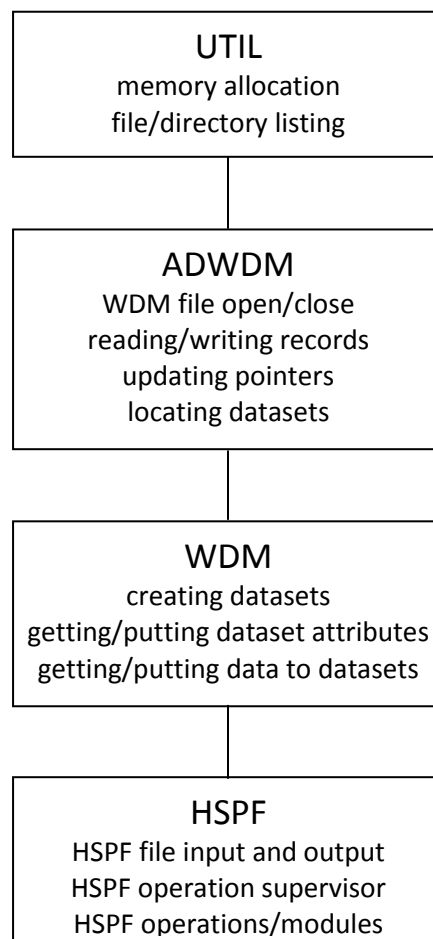 UTIL
memory allocation
file/directory listing
ADWDM
WDM file open/close
reading/writing records
updating pointers
locating datasets
WDM
creating datasets
getting/putting dataset attributes
getting/putting data to datasets
HSPF
HSPF file input and output
HSPF operation supervisor
HSPF operations/modules